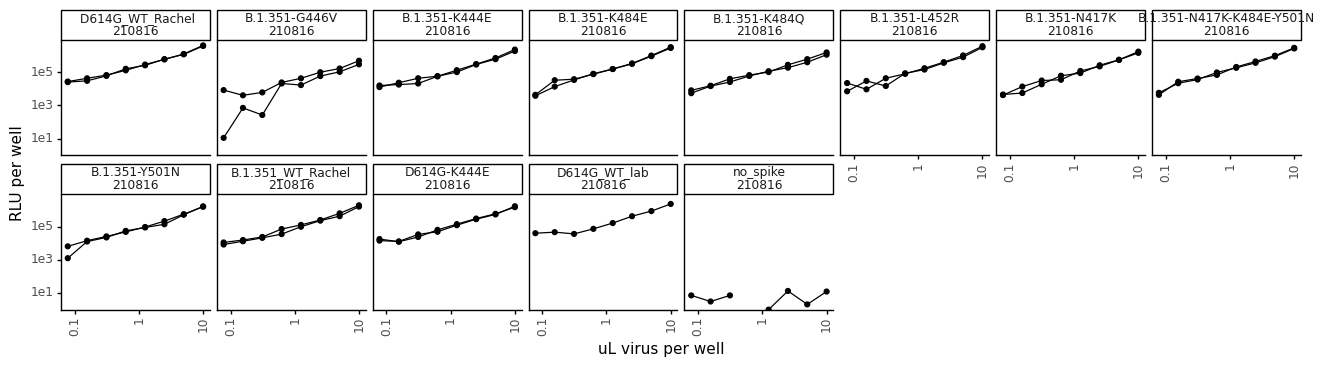 D614G_WT_Rachel
210816
B.1.351-G446V
210816
B.1.351-K444E
210816
B.1.351-K484E
210816
B.1.351-K484Q
210816
B.1.351-L452R
210816
B.1.351-N417K
210816
B.1.351-N417K-K484E-Y501N
210816
1e5
1e3
1e1
0.1
1
10
0.1
1
10
0.1
1
10
B.1.351-Y501N
210816
B.1.351_WT_Rachel
210816
D614G-K444E
210816
D614G_WT_lab
210816
no_spike
210816
1e5
1e3
1e1
0.1
1
10
0.1
1
10
0.1
1
10
0.1
1
10
0.1
1
10
RLU per well
uL virus per well